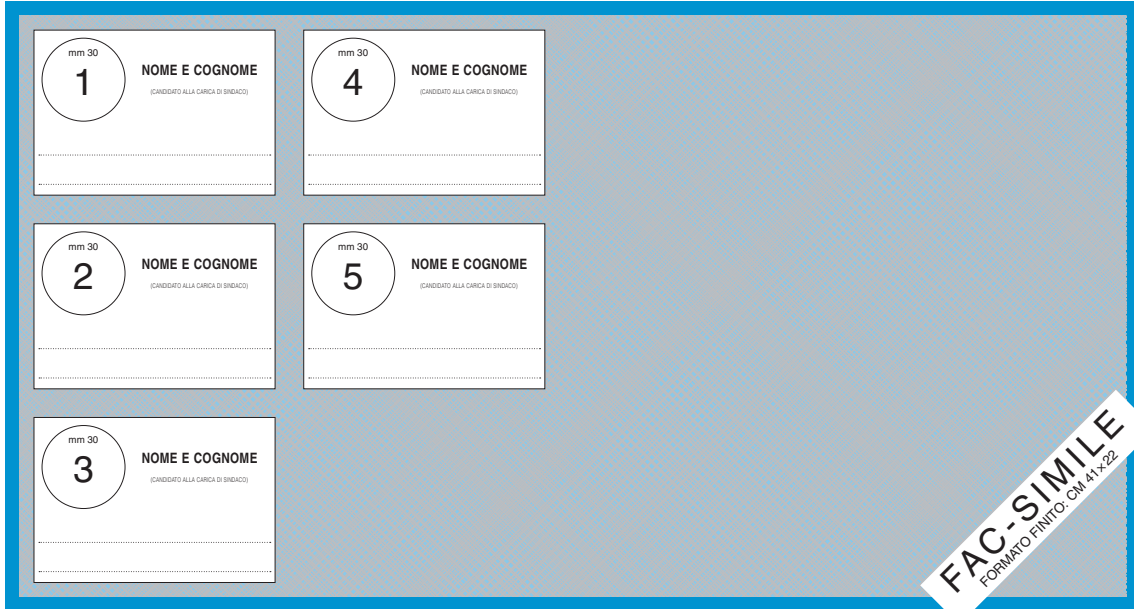 mm 30
1
NOME E COGNOME
(CANDIDATO ALLA CARICA DI SINDACO)
mm 30
2
NOME E COGNOME
(CANDIDATO ALLA CARICA DI SINDACO)
mm 30
3
NOME E COGNOME
(CANDIDATO ALLA CARICA DI SINDACO)
mm 30
4
NOME E COGNOME
(CANDIDATO ALLA CARICA DI SINDACO)
mm 30
5
NOME E COGNOME
(CANDIDATO ALLA CARICA DI SINDACO)
FAC-SIMILE
FORMATO FINITO: CM 41×22